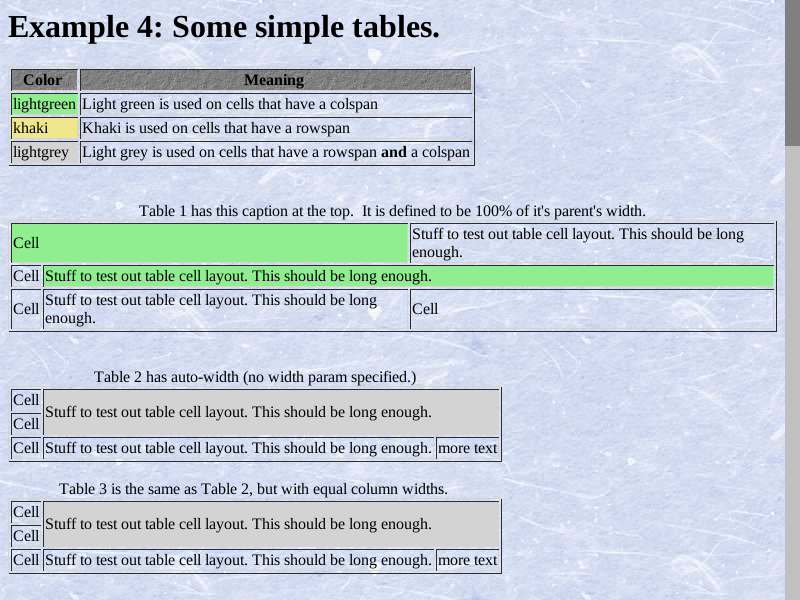 Example 4: Some simple tables.
Color Meaning
lightgreen Light green is used on cells that have a colspan
khaki Khaki is used on cells that have a rowspan
lightgrey Light grey is used on cells that have a rowspan and a colspan
Table 1 has this caption at the top.  It is defined to be 100% of it's parent's width.
Cell
Stuff to test out table cell layout. This should be long
enough.
Cell Stuff to test out table cell layout. This should be long enough.
Cell
Stuff to test out table cell layout. This should be long
enough.
Cell
Table 2 has auto-width (no width param specified.)
Cell
Stuff to test out table cell layout. This should be long enough.
Cell
Cell Stuff to test out table cell layout. This should be long enough. more text
Table 3 is the same as Table 2, but with equal column widths.
Cell
Stuff to test out table cell layout. This should be long enough.
Cell
Cell Stuff to test out table cell layout. This should be long enough. more text